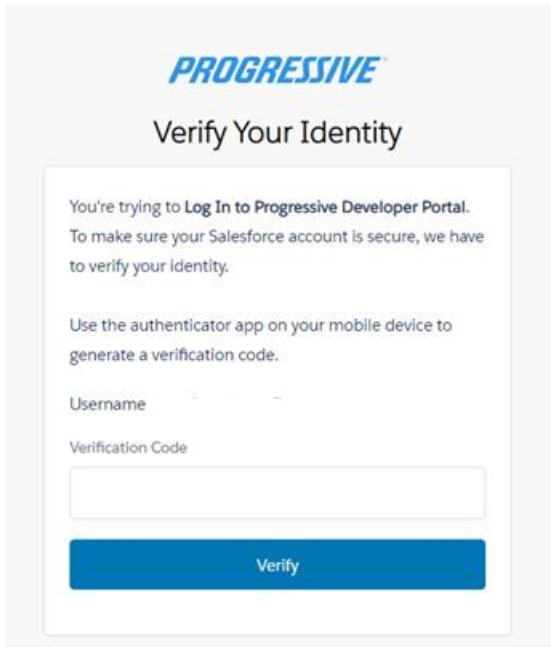 PROGRESSIVE
Verify Your Identity
You're trying to Log In to Progressive Developer Portal.
To make sure your Salesforce account is secure, we have
to verify your identity.
Use the authenticator app on your mobile device to
generate a verification code.
Username
Verification Code
Verify